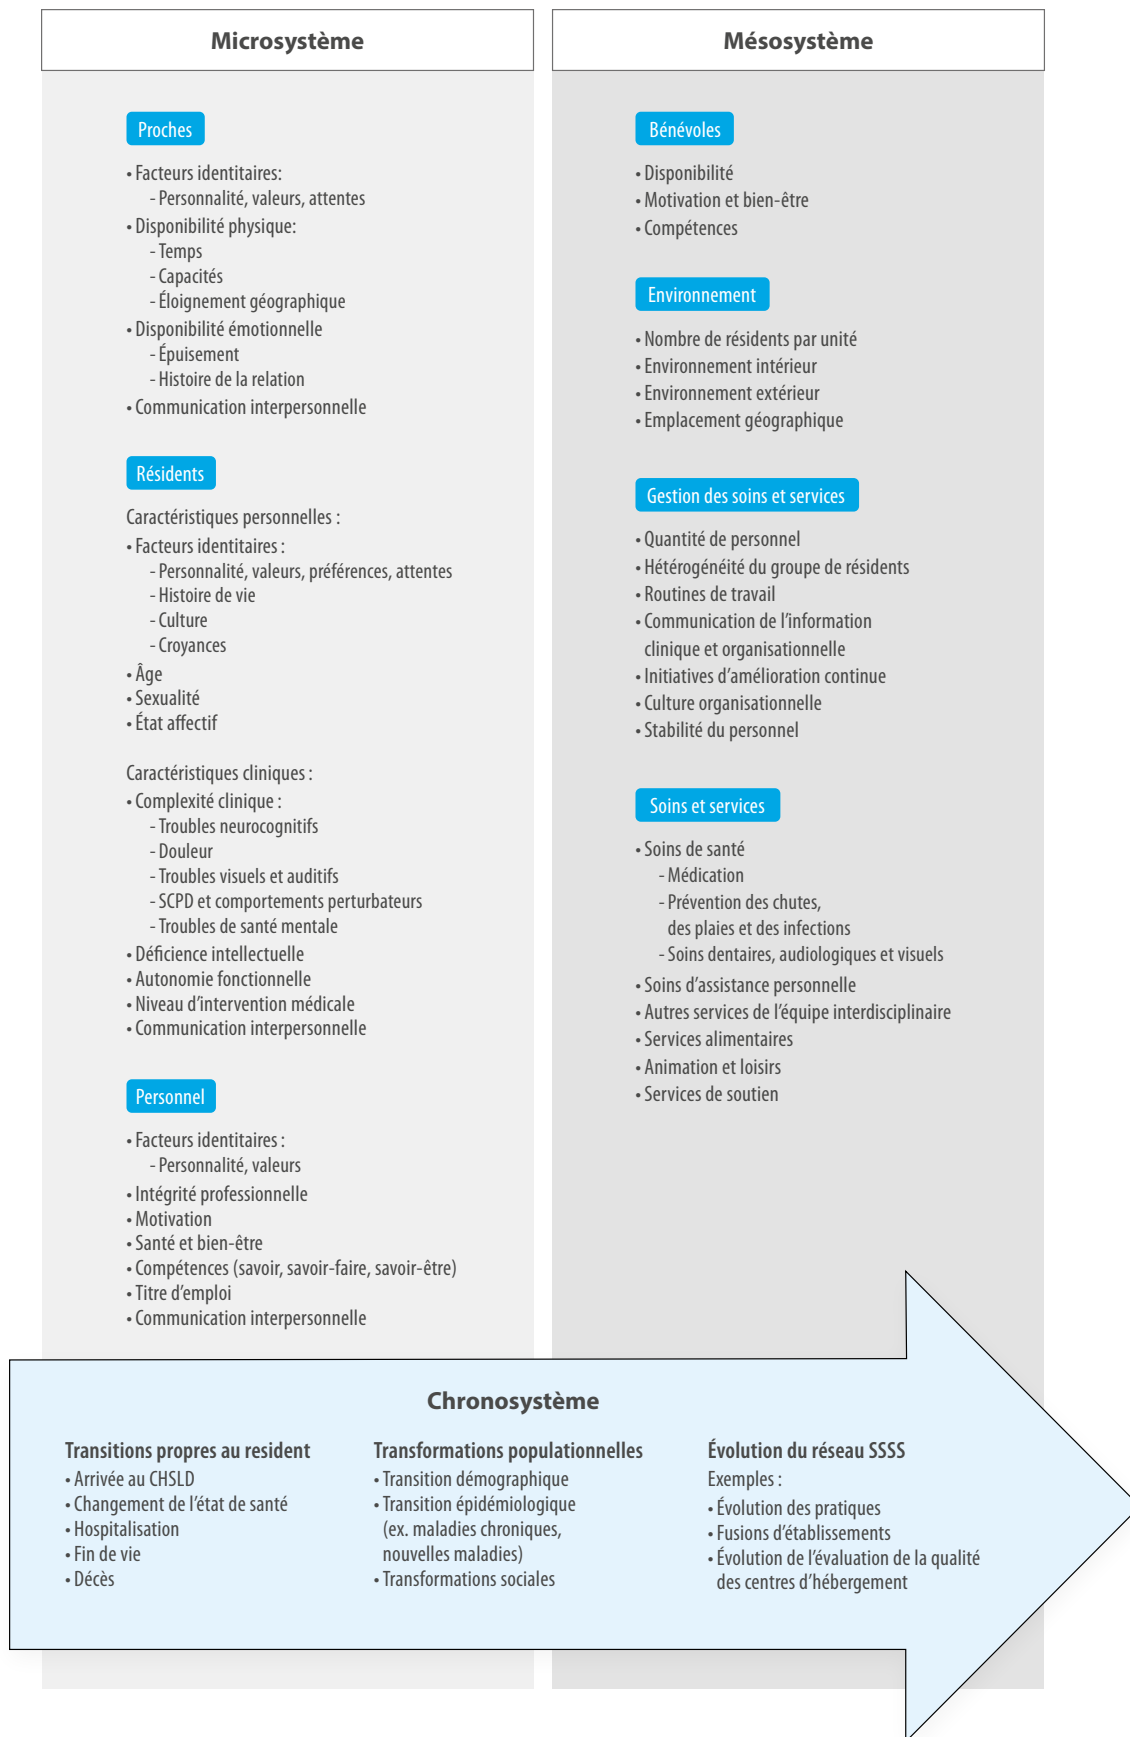 Microsystème
Proches
• Facteurs identitaires:
- Personnalité, valeurs, attentes
• Disponibilité physique:
- Temps
- Capacités
- Éloignement géographique
• Disponibilité émotionnelle
- Épuisement
- Histoire de la relation
• Communication interpersonnelle
Résidents
Caractéristiques personnelles :
• Facteurs identitaires :
- Personnalité, valeurs, préférences, attentes
- Histoire de vie
- Culture
- Croyances
• Âge
• Sexualité
• État affectif
Caractéristiques cliniques :
• Complexité clinique :
- Troubles neurocognitifs
- Douleur
- Troubles visuels et auditifs
- SCPD et comportements perturbateurs
- Troubles de santé mentale
• Déficience intellectuelle
• Autonomie fonctionnelle
• Niveau d'intervention médicale
• Communication interpersonnelle
Personnel
• Facteurs identitaires :
- Personnalité, valeurs
• Intégrité professionnelle
• Motivation
• Santé et bien-être
• Compétences (savoir, savoir-faire, savoir-être)
• Titre d'emploi
• Communication interpersonnelle
Mésosystème
Bénévoles
• Disponibilité
• Motivation et bien-être
• Compétences
Environnement
• Nombre de résidents par unité
• Environnement intérieur
• Environnement extérieur
• Emplacement géographique
Gestion des soins et services
• Quantité de personnel
• Hétérogénéité du groupe de résidents
• Routines de travail
• Communication de l'information
clinique et organisationnelle
• Initiatives d'amélioration continue
• Culture organisationnelle
• Stabilité du personnel
Soins et services
• Soins de santé
- Médication
- Prévention des chutes,
des plaies et des infections
- Soins dentaires, audiologiques et visuels
• Soins d'assistance personnelle
• Autres services de l'équipe interdisciplinaire
• Services alimentaires
• Animation et loisirs
• Services de soutien
Chronosystème
Transitions propres au resident
• Arrivée au CHSLD
• Changement de l'état de santé
• Hospitalisation
• Fin de vie
• Décès
Transformations populationnelles
• Transition démographique
• Transition épidémiologique
(ex. maladies chroniques,
nouvelles maladies)
• Transformations sociales
Évolution du réseau SSSS
Exemples :
• Évolution des pratiques
• Fusions d'établissements
• Évolution de l'évaluation de la qualité
des centres d'hébergement